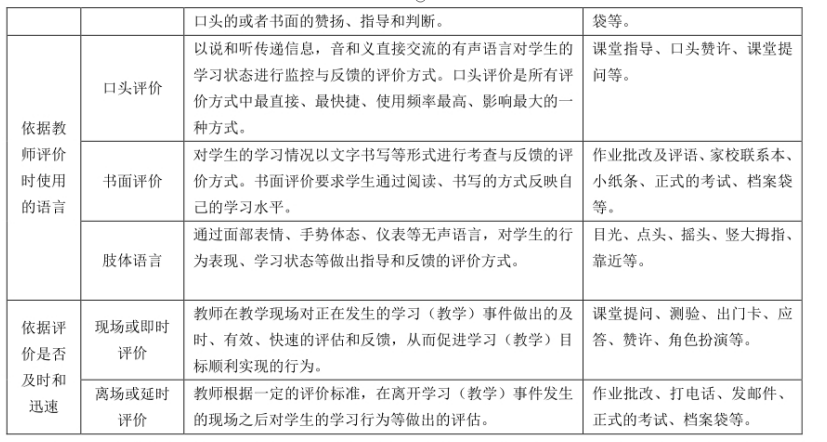 口头的或者书面的赞扬、指导和判断。
袋等。
依据教
师评价
时使用
的语言
口头评价
以说和听传递信息，音和义直接交流的有声语言对学生的
学习状态进行监控与反馈的评价方式。口头评价是所有评
价方式中最直接、最快捷、使用频率最高、影响最大的一
种方式。
课堂指导、口头赞许、课堂提
问等。
书面评价
对学生的学习情况以文字书写等形式进行考查与反馈的评
价方式。书面评价要求学生通过阅读、书写的方式反映自
己的学习水平。
作业批改及评语、家校联系本、
小纸条、正式的考试、档案袋
等。
肢体语言
通过面部表情、手势体态、仪表等无声语言，对学生的行
为表现、学习状态等做出指导和反馈的评价方式。
目光、点头、摇头、竖大拇指、
靠近等。
依据评
价是否
及时和
迅速
现场或即时
评价
教师在教学现场对正在发生的学习（教学）事件做出的及
时、有效、快速的评估和反馈，从而促进学习（教学）目
标顺利实现的行为。
课堂提问、测验、出门卡、应
答、赞许、角色扮演等。
离场或延时
评价
教师根据一定的评价标准，在离开学习（教学）事件发生
的现场之后对学生的学习行为等做出的评估。
作业批改、打电话、发邮件、
正式的考试、档案袋等。